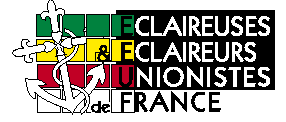 ECLAIREUSES
& ECLAIREURS
UNIONISTES
de FRANCE